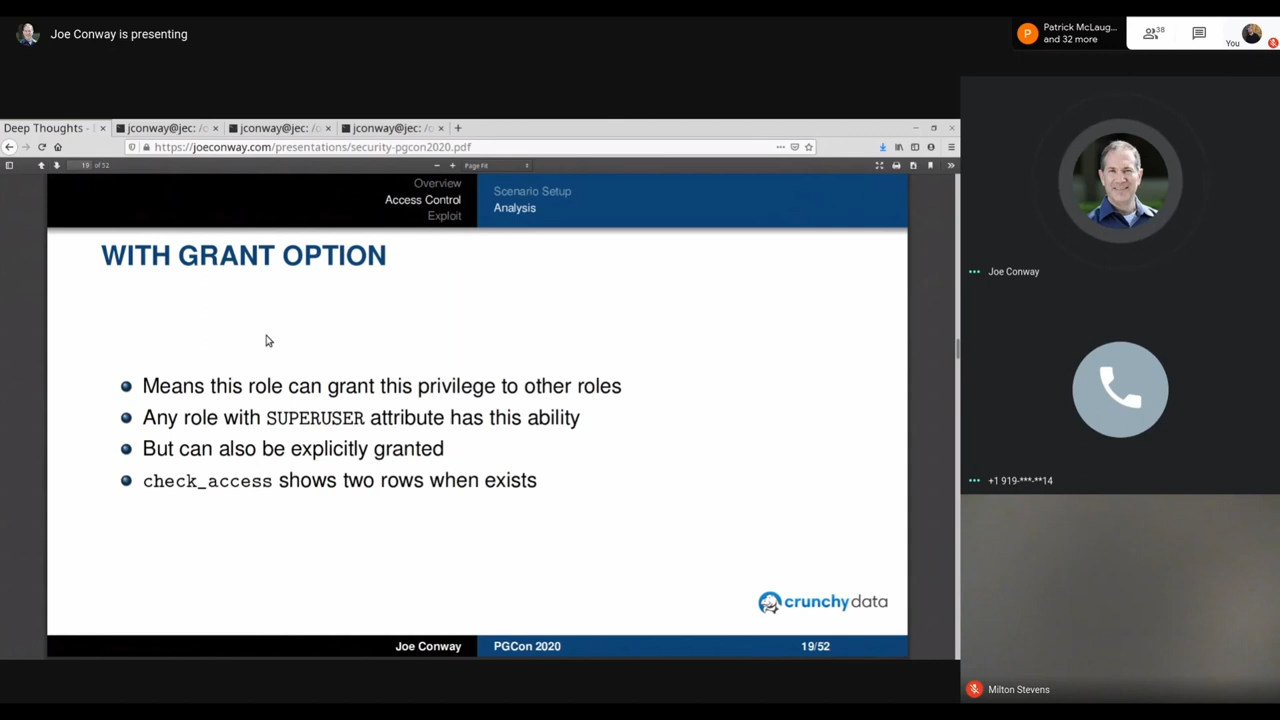 Joe Conway is presenting
Patrick McLaug...
and 32 more
38
You
P
Deep Thoughts -
jconway@jec: /c
jconway@jec: /c
jconway@jec: /c
https://joeconway.com/presentations/security-pgcon2020.pdf
19 of 52
Page Fit
Overview
Access Control
Exploit
Scenario Setup
Analysis
WITH GRANT OPTION
Means this role can grant this privilege to other roles
Any role with SUPERUSER attribute has this ability
But can also be explicitly granted
check_access shows two rows when exists
crunchydata
Joe Conway
PGCon 2020
19/52
Joe Conway
+1 919-***-**14
Milton Stevens